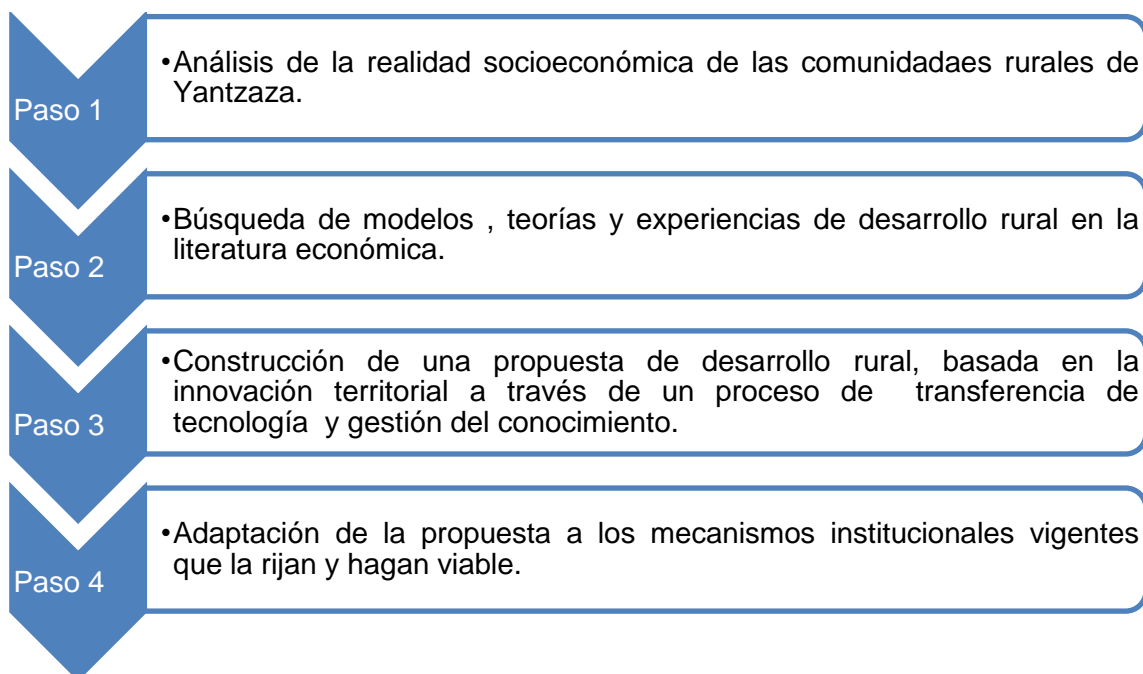 Paso 1
•Análisis de la realidad socioeconómica de las comunidadaes rurales de
Yantzaza.
Paso 2
•Búsqueda de modelos , teorías y experiencias de desarrollo rural en la
literatura económica.
Paso 3
•Construcción de una propuesta de desarrollo rural, basada en la
innovación territorial a través de un proceso de transferencia de
tecnología y gestión del conocimiento.
Paso 4
•Adaptación de la propuesta a los mecanismos institucionales vigentes
que la rijan y hagan viable.